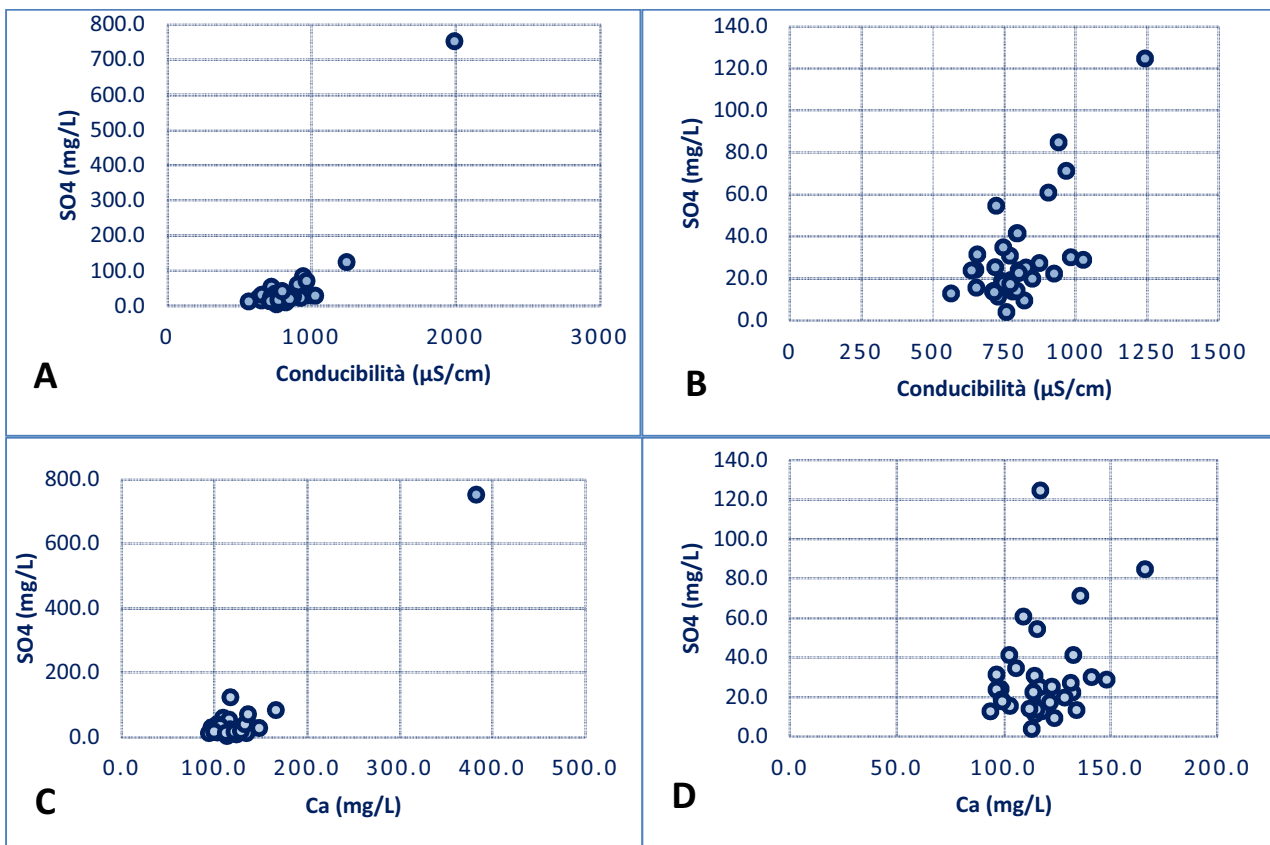 800.0
700.0
600.0
500.0
400.0
300.0
200.0
100.0
0.0
SO4 (mg/L)
0 1000 2000 3000
Conducibilità (µS/cm)
A
140.0
120.0
100.0
80.0
60.0
40.0
20.0
0.0
SO4 (mg/L)
0 250 500 750 1000 1250 1500
Conducibilità (µS/cm)
B
800.0
600.0
400.0
200.0
0.0
SO4 (mg/L)
0.0 100.0 200.0 300.0 400.0 500.0
Ca (mg/L)
C
140.0
120.0
100.0
80.0
60.0
40.0
20.0
0.0
SO4 (mg/L)
0.0 50.0 100.0 150.0 200.0
Ca (mg/L)
D